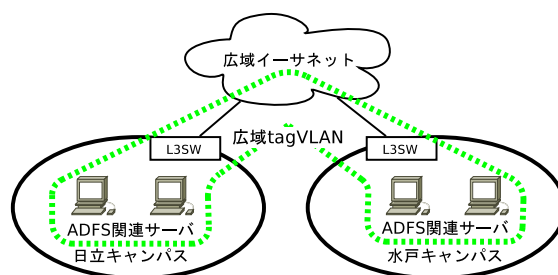 広域イーサネット
広域tagVLAN
L3SW
L3SW
ADFS関連サーバ
日立キャンパス
ADFS関連サーバ
水戸キャンパス